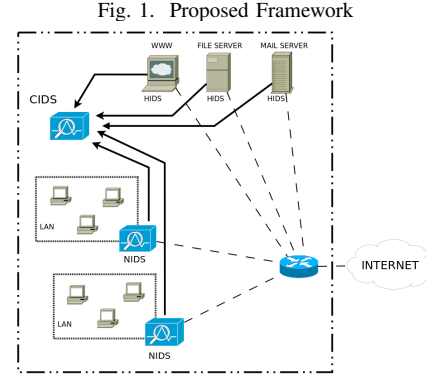 Fig. 1. Proposed Framework
WWW
FILE SERVER
MAIL SERVER
CIDS
HIDS
HIDS
HIDS
LAN
NIDS
INTERNET
LAN
NIDS